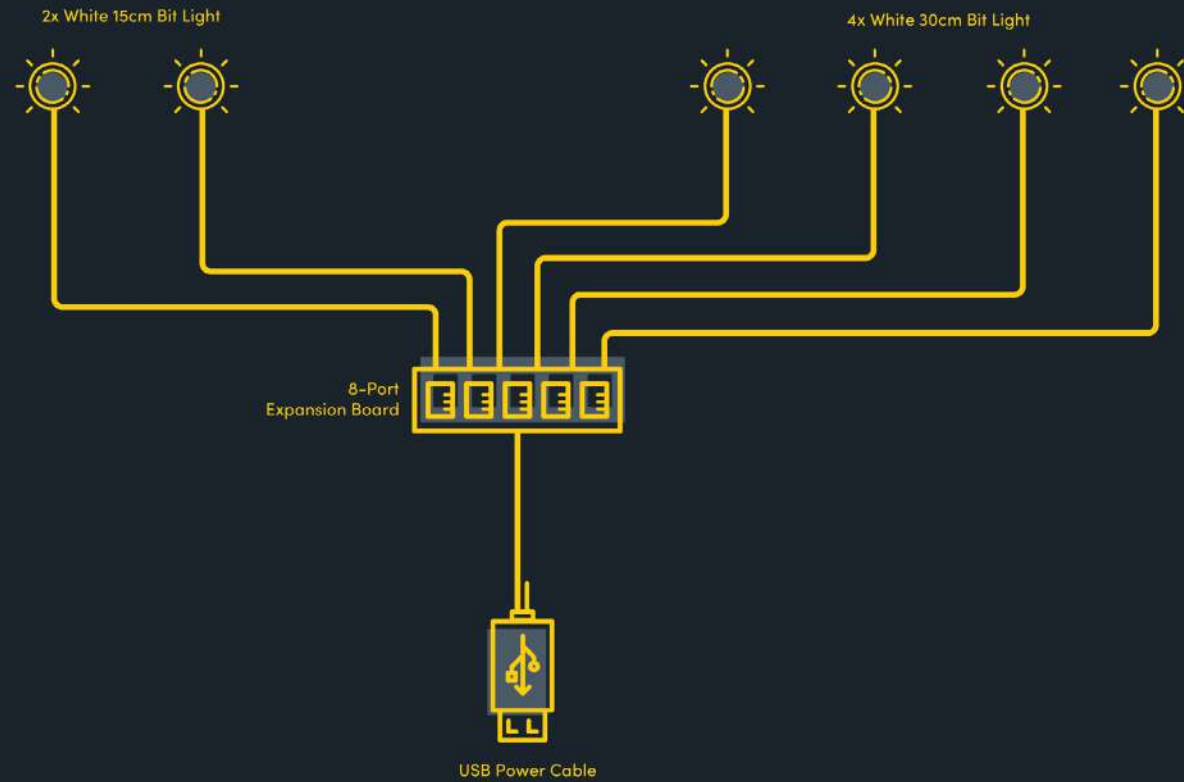 2x White 15cm Bit Light
4x White 30cm Bit Light
8-Port
Expansion Board
USB Power Cable